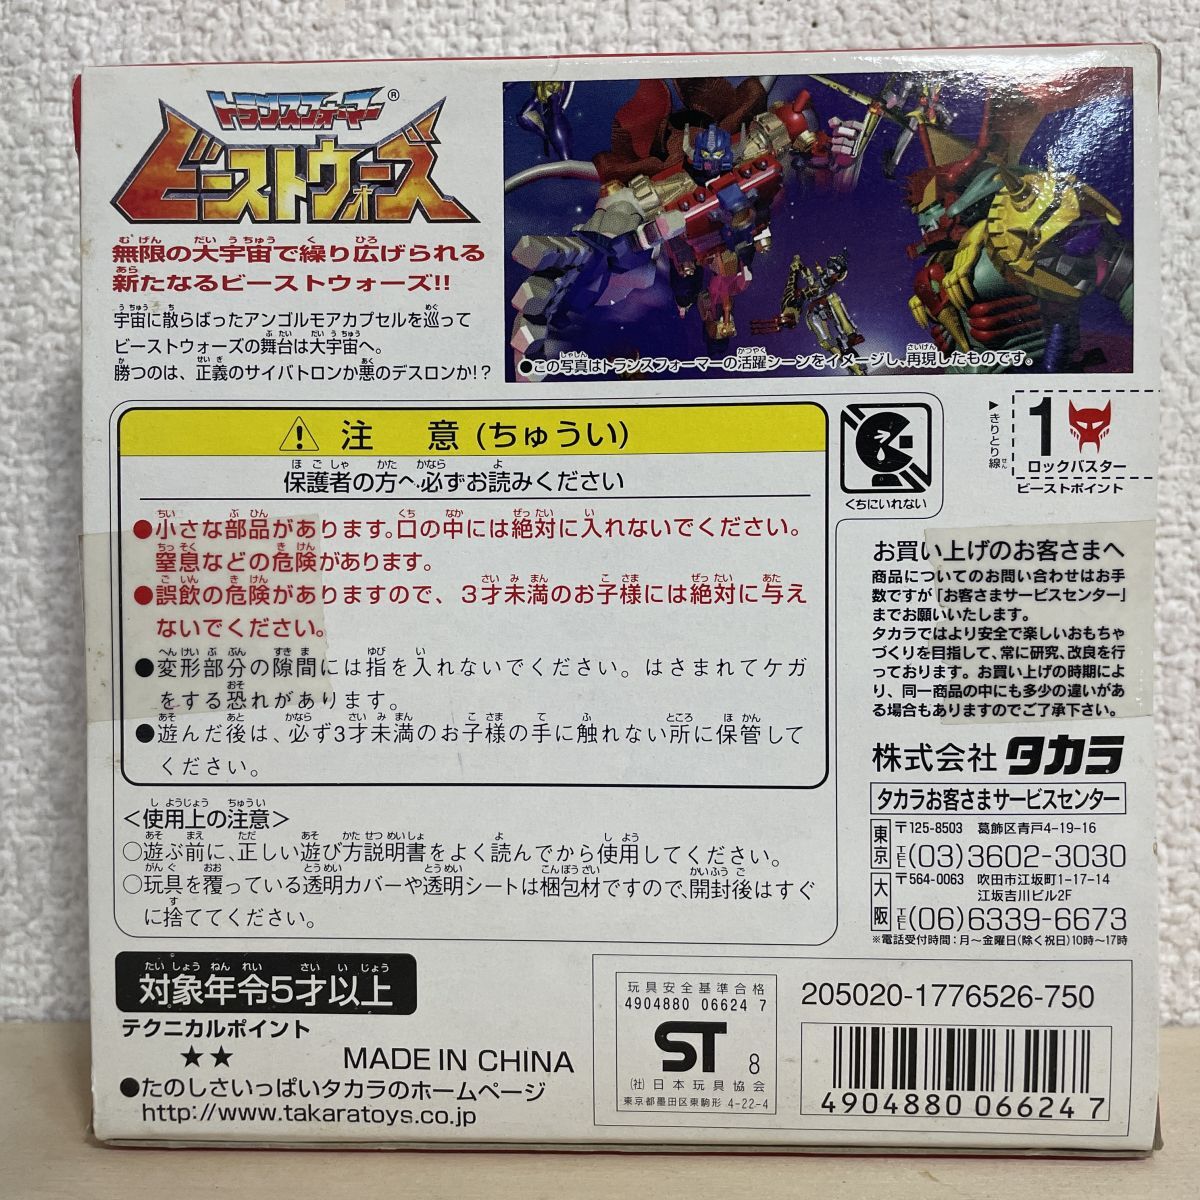 トランスフォーマー®
ビーストウォーズ
無限の大宇宙で繰り広げられる
新たなるビーストウォーズ!!
宇宙に散らばったアンゴルモアカプセルを巡って
ビーストウォーズの舞台は大宇宙へ。
勝つのは、正義のサイバトロンか悪のデスロンか!?
●この写真はトランスフォーマーの活躍シーンをイメージし、再現したものです。
⚠ 注 意 (ちゅうい)
保護者の方へ 必ずお読みください
●小さな部品があります。口の中には絶対に入れないでください。
窒息などの危険があります。
●誤飲の危険がありますので、3才未満のお子様には絶対に与え
ないでください。
●変形部分の隙間には指を入れないでください。はさまれてケガ
をする恐れがあります。
●遊んだ後は、必ず3才未満のお子様の手に触れない所に保管して
ください。
くちにいれない
▶きりとり線
1
ロックバスター
ビーストポイント
お買い上げのお客さまへ
商品についてのお問い合わせはお手
数ですが「お客さまサービスセンター」
までお願いいたします。
タカラではより安全で楽しいおもちゃ
づくりを目指して、常に研究、改良を行
っております。お買い上げの時期によ
り、同一商品の中にも多少の違いがあ
る場合もありますのでご了承下さい。
株式会社 タカラ
タカラお客さまサービスセンター
東京 〒125-8503 葛飾区青戸4-19-16
TEL(03)3602-3030
大阪 〒564-0063 吹田市江坂町1-17-14
江坂吉川ビル2F
TEL(06)6339-6673
※電話受付時間:月～金曜日(除く祝日)10時～17時
<使用上の注意>
○遊ぶ前に、正しい遊び方説明書をよく読んでから使用してください。
○玩具を覆っている透明カバーや透明シートは梱包材ですので、開封後はすぐ
に捨ててください。
対象年令5才以上
テクニカルポイント
★★
MADE IN CHINA
●たのしさいっぱいタカラのホームページ
http://www.takaratoys.co.jp
玩具安全基準合格
4904880 06624 7
ST 8
(社)日本玩具協会
東京都墨田区東駒形 4-22-4
205020-1776526-750
4904880 066247